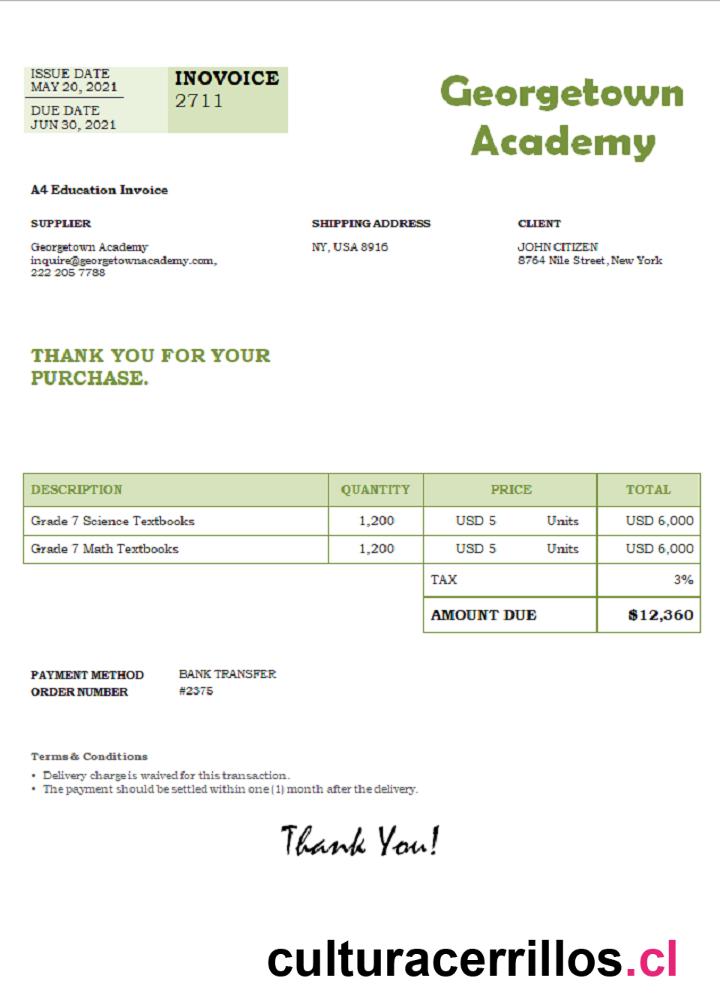 ISSUE DATE
MAY 20, 2021
DUE DATE
JUN 30, 2021
INOVOICE
2711
Georgetown
Academy
A4 Education Invoice
SUPPLIER
Georgetown Academy
inquire@georgetownacademy.com,
222 205 7788
SHIPPING ADDRESS
NY, USA 8916
CLIENT
JOHN CITIZEN
8764 Nile Street, New York
THANK YOU FOR YOUR
PURCHASE.
DESCRIPTION QUANTITY PRICE TOTAL
Grade 7 Science Textbooks 1,200 USD 5 Units USD 6,000
Grade 7 Math Textbooks 1,200 USD 5 Units USD 6,000
TAX 3%
AMOUNT DUE $12,360
PAYMENT METHOD BANK TRANSFER
ORDER NUMBER #2375
Terms & Conditions
• Delivery charge is waived for this transaction.
• The payment should be settled within one (1) month after the delivery.
Thank You!
culturacerrillos.cl